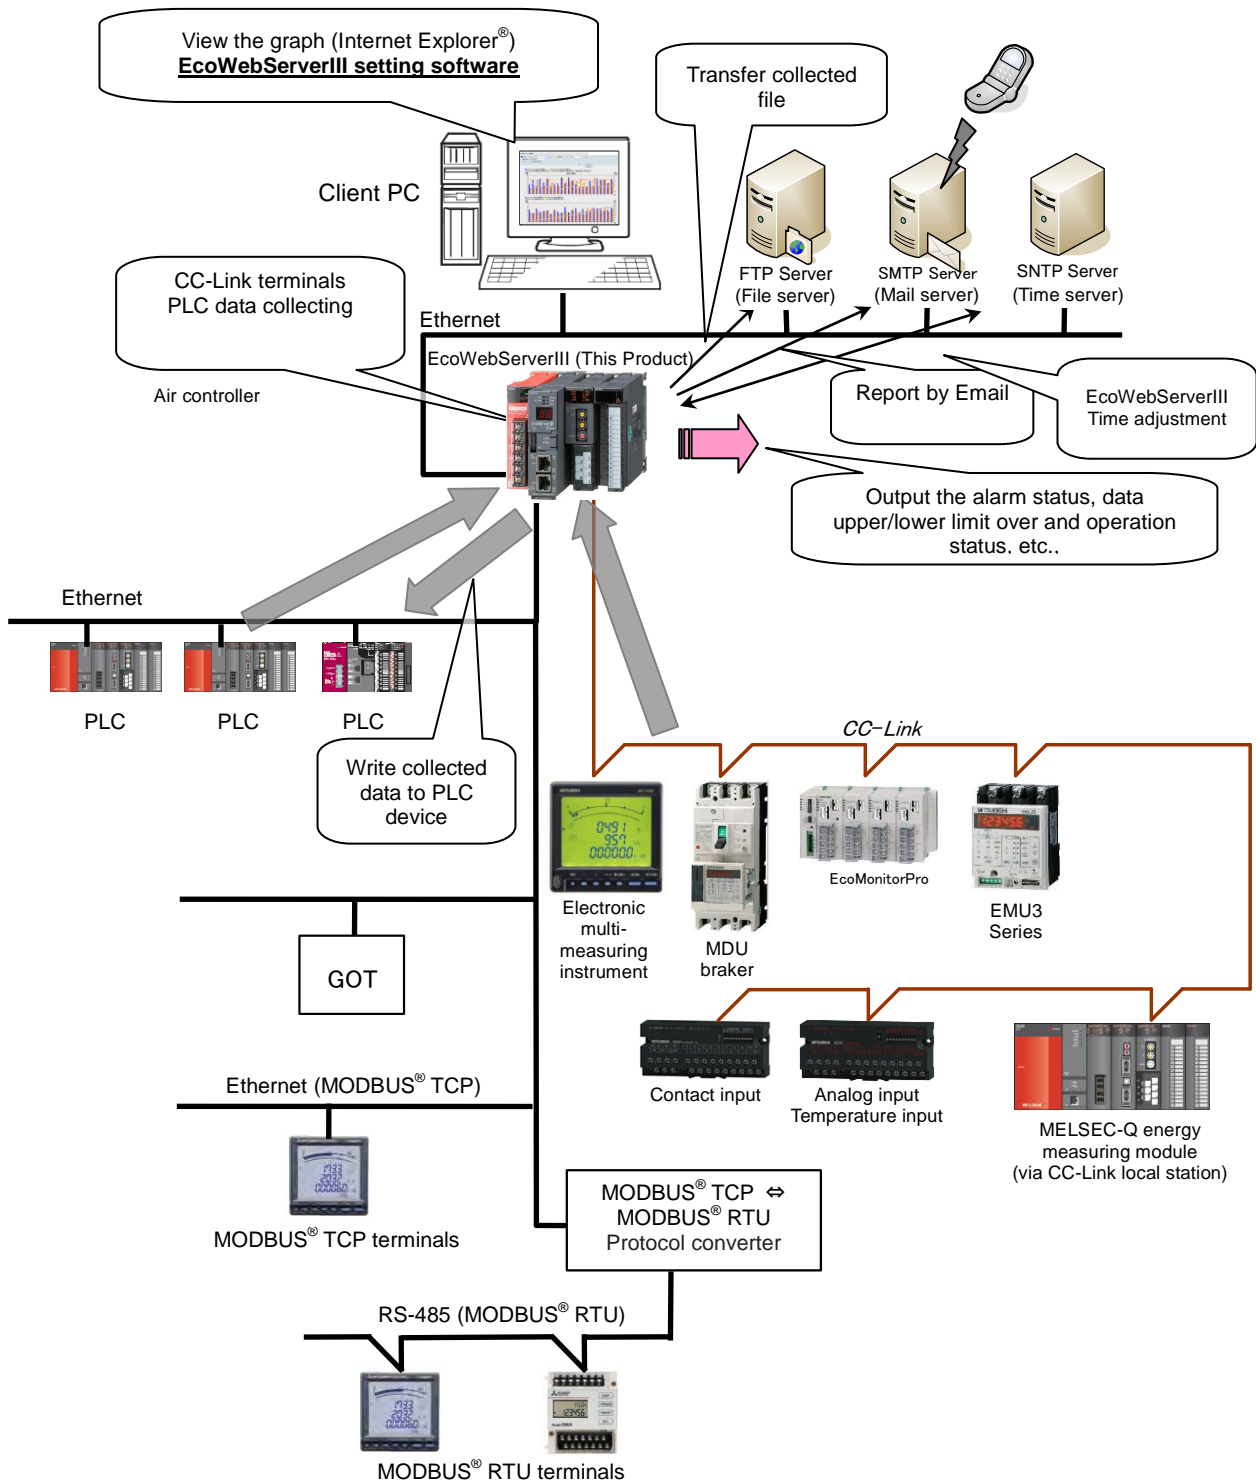 View the graph (Internet Explorer®)
EcoWebServerIII setting software
Transfer collected
file
Client PC
FTP Server
(File server)
SMTP Server
(Mail server)
SNTP Server
(Time server)
CC-Link terminals
PLC data collecting
Ethernet
EcoWebServerIII (This Product)
Air controller
Report by Email
EcoWebServerIII
Time adjustment
Output the alarm status, data
upper/lower limit over and operation
status, etc.,
Ethernet
PLC
PLC
PLC
Write collected
data to PLC
device
CC-Link
Electronic
multi-
measuring
instrument
MDU
braker
EcoMonitorPro
EMU3
Series
GOT
Contact input
Analog input
Temperature input
MELSEC-Q energy
measuring module
(via CC-Link local station)
Ethernet (MODBUS® TCP)
MODBUS® TCP terminals
MODBUS® TCP ⇔
MODBUS® RTU
Protocol converter
RS-485 (MODBUS® RTU)
MODBUS® RTU terminals